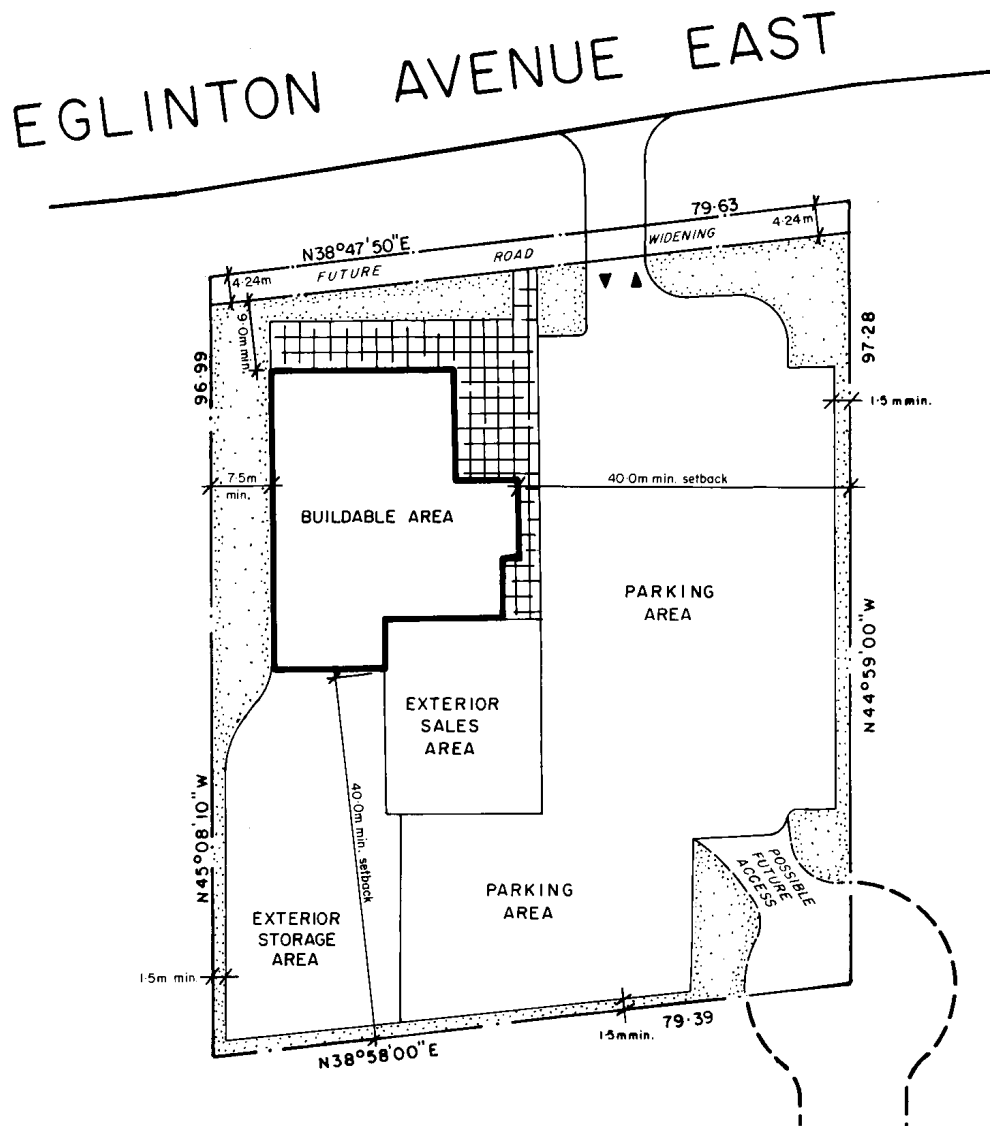 EGLINTON AVENUE EAST
79·63
4·24m
N38°47'50"E
WIDENING
ROAD
FUTURE
4·24m
9·0m min.
96·99
97·28
1·5 mmin.
7·5m
min.
40·0m min. setback
BUILDABLE AREA
PARKING
AREA
N44°59'00"W
EXTERIOR
SALES
AREA
40·0m min. setback
N45°08'10"W
POSSIBLE
FUTURE
ACCESS
PARKING
AREA
EXTERIOR
STORAGE
AREA
1·5m min.
79·39
1·5mmin.
N38°58'00"E